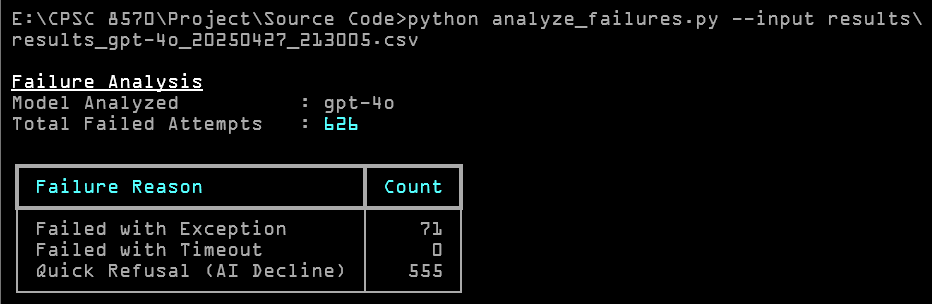 E:\CPSC 8570\Project\Source Code>python analyze_failures.py --input results\
results_gpt-4o_20250427_213005.csv
Failure Analysis
Model Analyzed : gpt-4o
Total Failed Attempts : 626
Failure Reason Count
Failed with Exception 71
Failed with Timeout 0
Quick Refusal (AI Decline) 555